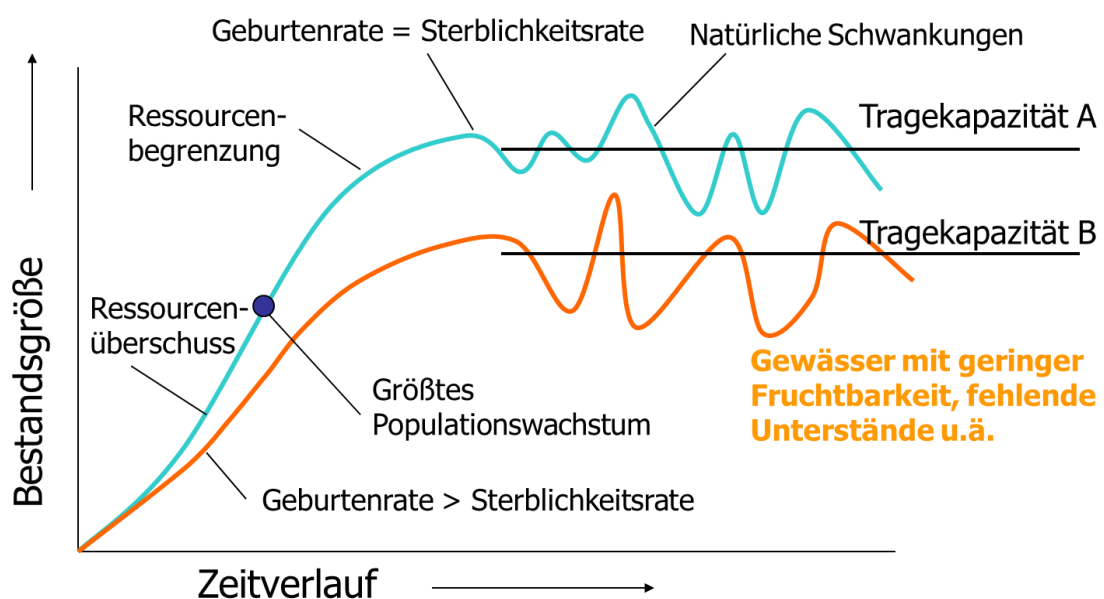 Geburtenrate = Sterblichkeitsrate
Natürliche Schwankungen
Ressourcen-
begrenzung
Tragekapazität A
Tragekapazität B
Ressourcen-
überschuss
Größtes
Populationswachstum
Gewässer mit geringer
Fruchtbarkeit, fehlende
Unterstände u.ä.
Geburtenrate > Sterblichkeitsrate
Bestandsgröße
Zeitverlauf